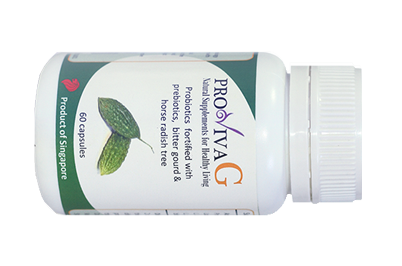 PROVIVA G
Natural Supplements for Healthy Living
Probiotics fortified with
prebiotics, bitter gourd &
horse radish tree
60 capsules
Product of Singapore